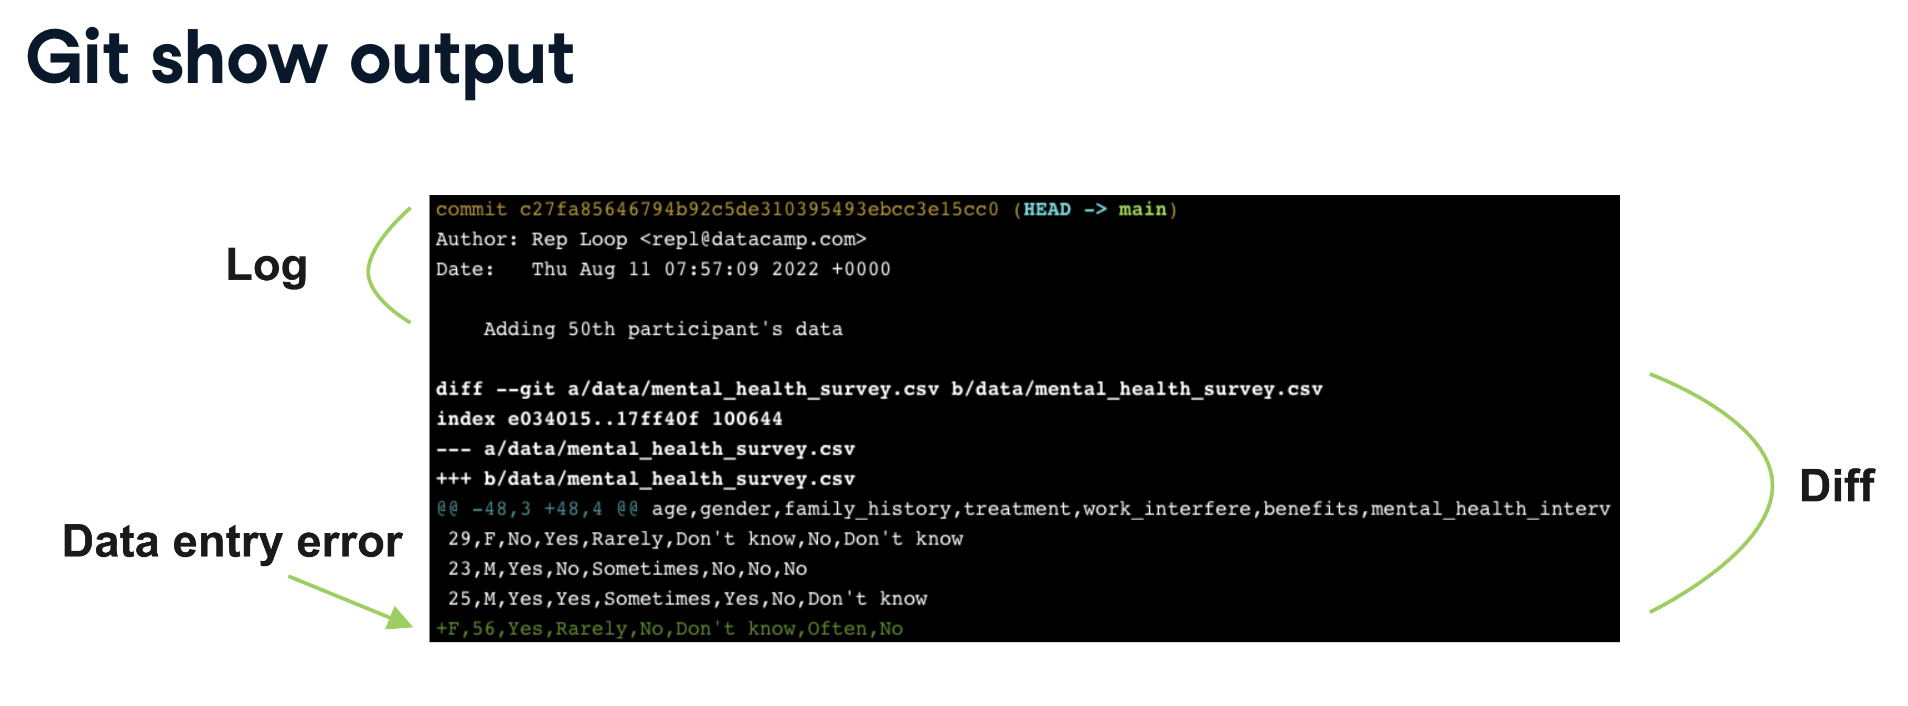 Git show output
Log
commit c27fa85646794b92c5de310395493ebcc3e15cc0 (HEAD -> main)
Author: Rep Loop <repl@datacamp.com>
Date:   Thu Aug 11 07:57:09 2022 +0000
Adding 50th participant's data
diff --git a/data/mental_health_survey.csv b/data/mental_health_survey.csv
index e034015..17ff40f 100644
--- a/data/mental_health_survey.csv
+++ b/data/mental_health_survey.csv
@@ -48,3 +48,4 @@ age,gender,family_history,treatment,work_interfere,benefits,mental_health_interv
29,F,No,Yes,Rarely,Don't know,No,Don't know
23,M,Yes,No,Sometimes,No,No,No
25,M,Yes,Yes,Sometimes,Yes,No,Don't know
+F,56,Yes,Rarely,No,Don't know,Often,No
Data entry error
Diff